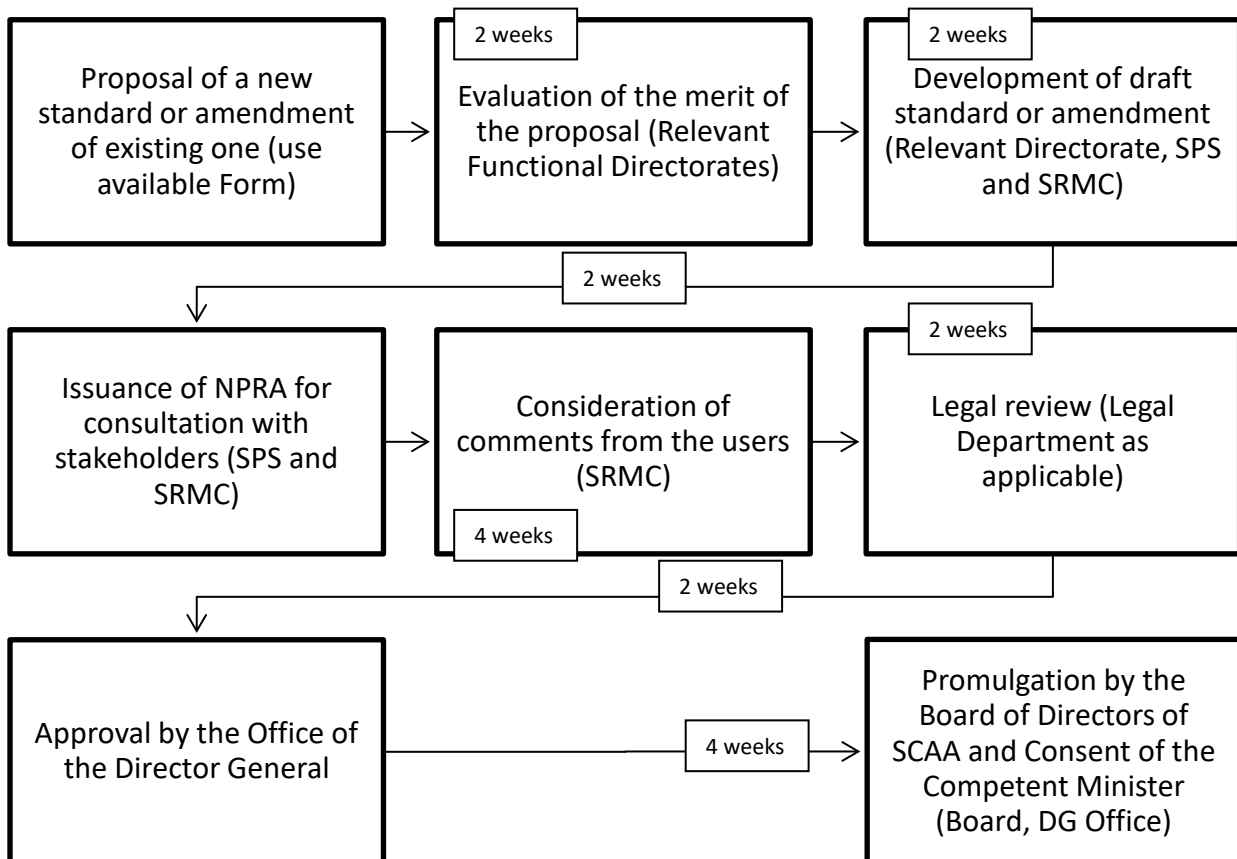 2 weeks
Proposal of a new
standard or amendment
of existing one (use
available Form)
Evaluation of the merit of
the proposal (Relevant
Functional Directorates)
2 weeks
Development of draft
standard or amendment
(Relevant Directorate, SPS
and SRMC)
2 weeks
Issuance of NPRA for
consultation with
stakeholders (SPS and
SRMC)
Consideration of
comments from the users
(SRMC)
4 weeks
2 weeks
Legal review (Legal
Department as
applicable)
2 weeks
Approval by the Office of
the Director General
4 weeks
Promulgation by the
Board of Directors of
SCAA and Consent of the
Competent Minister
(Board, DG Office)